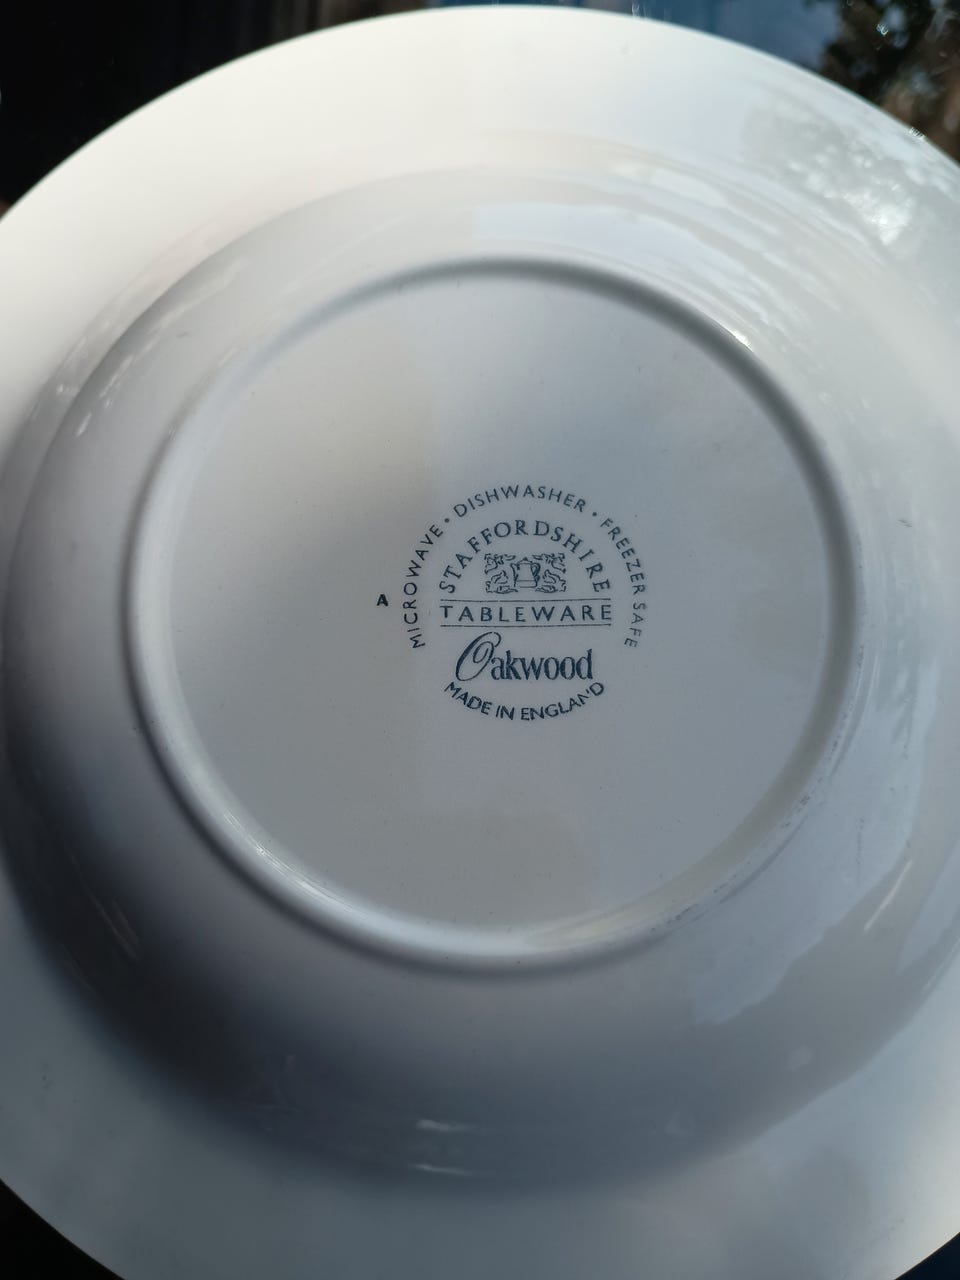 MICROWAVE • DISHWASHER • FREEZER SAFE
STAFFORDSHIRE
TABLEWARE
Oakwood
MADE IN ENGLAND
A